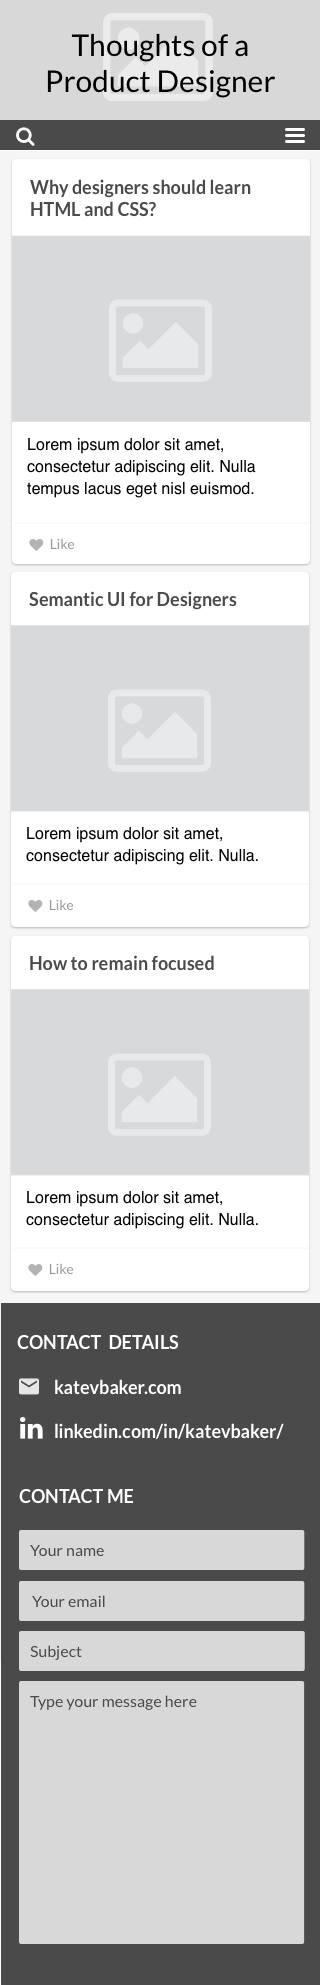 Thoughts of a
Product Designer
Why designers should learn
HTML and CSS?
Lorem ipsum dolor sit amet,
consectetur adipiscing elit. Nulla
tempus lacus eget nisl euismod.
Like
Semantic UI for Designers
Lorem ipsum dolor sit amet,
consectetur adipiscing elit. Nulla.
Like
How to remain focused
Lorem ipsum dolor sit amet,
consectetur adipiscing elit. Nulla.
Like
CONTACT DETAILS
katevbaker.com
in linkedin.com/in/katevbaker/
CONTACT ME
Your name
Your email
Subject
Type your message here